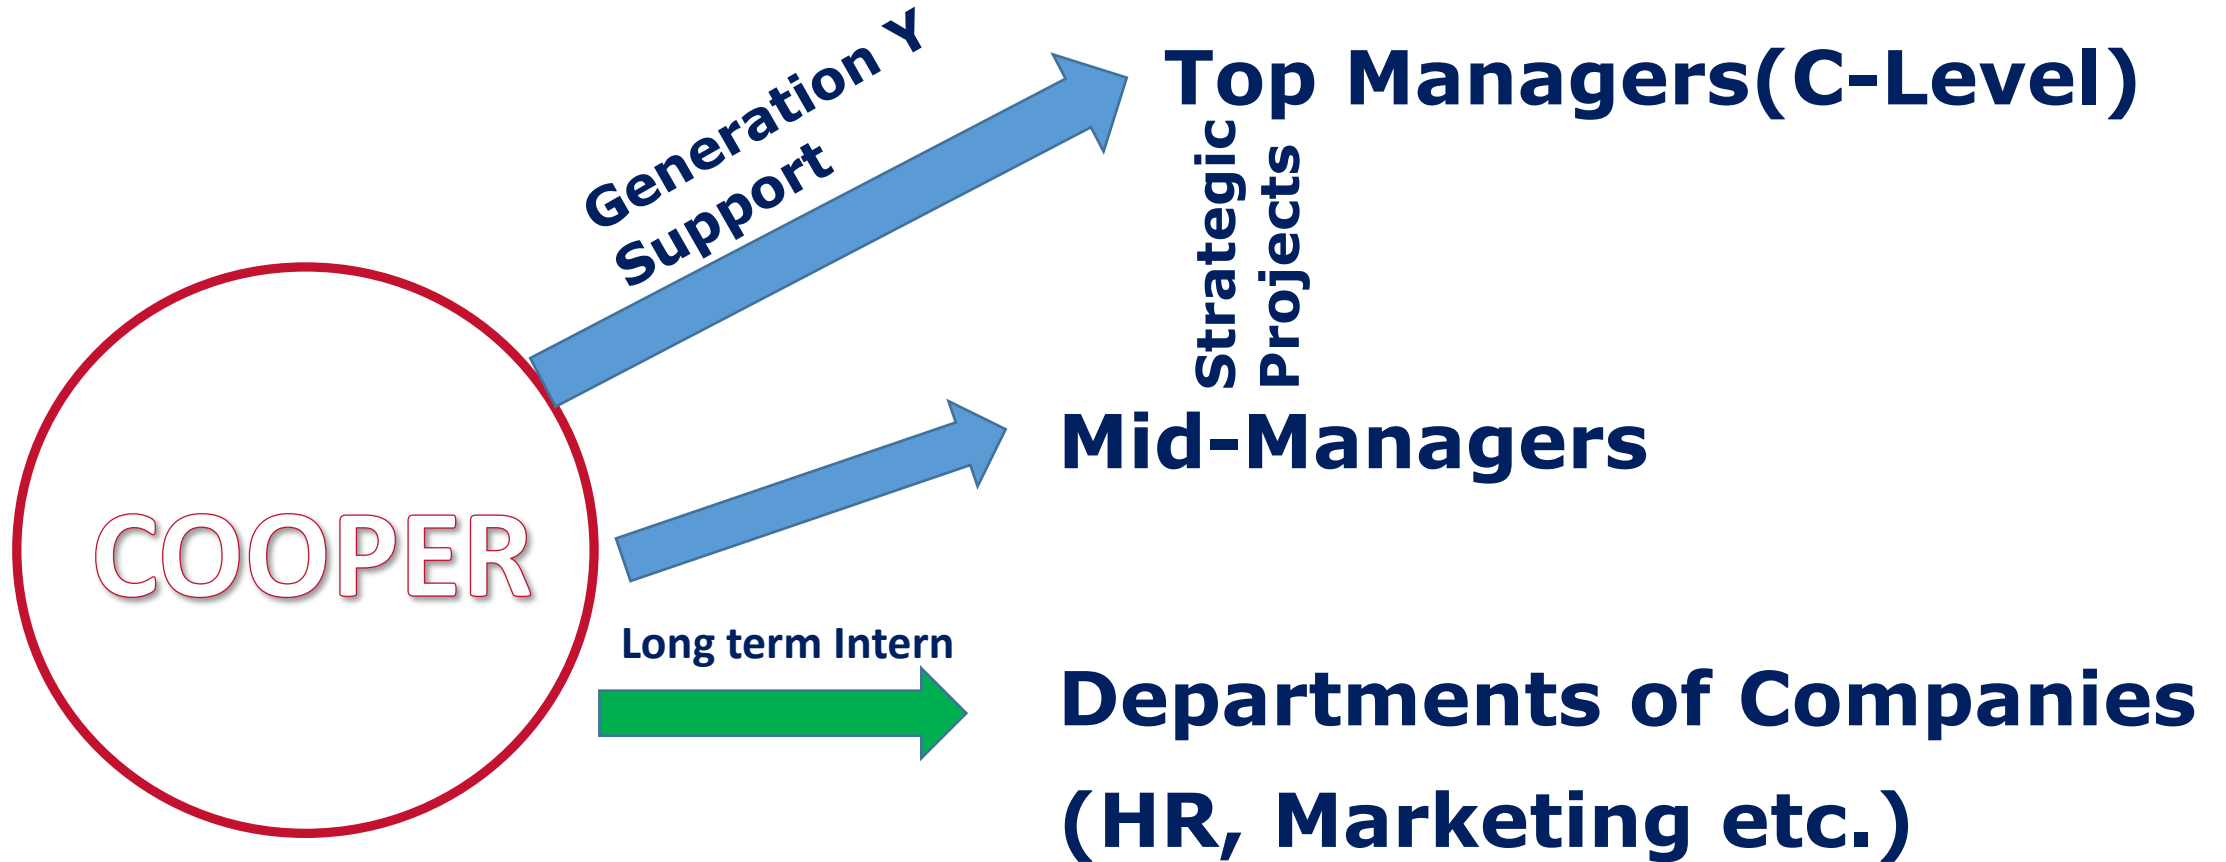 Generation Y
Support
Top Managers(C-Level)
Strategic
Projects
Mid-Managers
COOPER
Long term Intern
Departments of Companies
(HR, Marketing etc.)